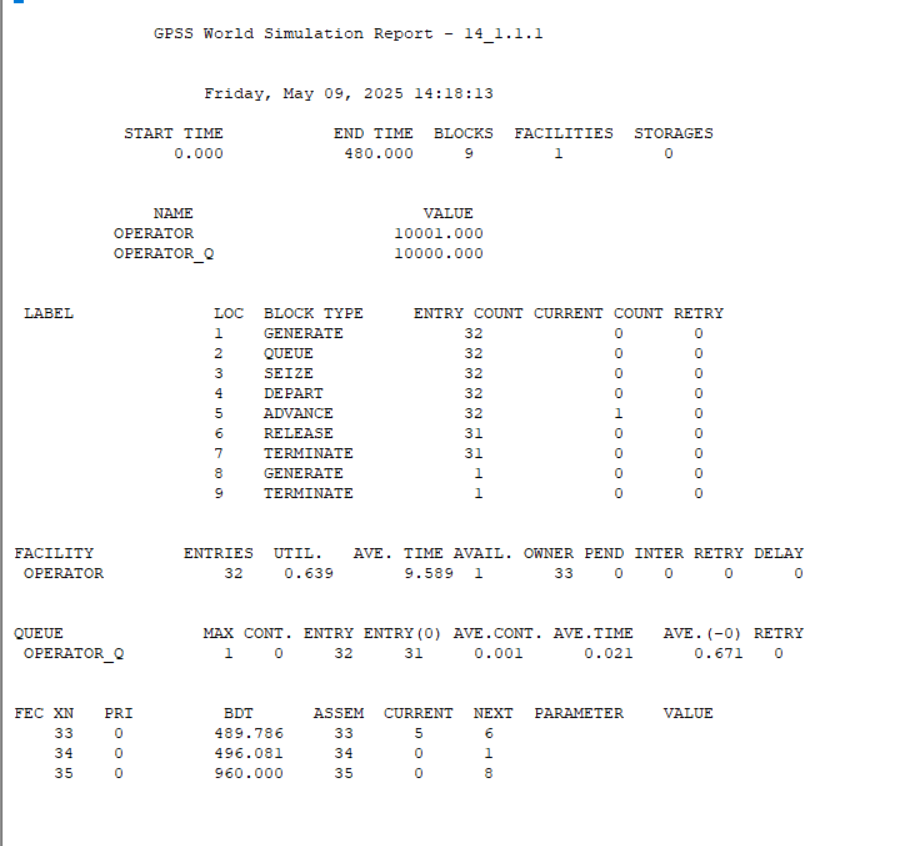 GPSS World Simulation Report - 14_1.1.1
Friday, May 09, 2025 14:18:13
START TIME END TIME BLOCKS FACILITIES STORAGES
0.000 480.000 9 1 0
NAME VALUE
OPERATOR 10001.000
OPERATOR_Q 10000.000
LABEL LOC BLOCK TYPE ENTRY COUNT CURRENT COUNT RETRY
1 GENERATE 32 0 0
2 QUEUE 32 0 0
3 SEIZE 32 0 0
4 DEPART 32 0 0
5 ADVANCE 32 1 0
6 RELEASE 31 0 0
7 TERMINATE 31 0 0
8 GENERATE 1 0 0
9 TERMINATE 1 0 0
FACILITY ENTRIES UTIL. AVE. TIME AVAIL. OWNER PEND INTER RETRY DELAY
OPERATOR 32 0.639 9.589 1 33 0 0 0 0
QUEUE MAX CONT. ENTRY ENTRY(0) AVE.CONT. AVE.TIME AVE.(-0) RETRY
OPERATOR_Q 1 0 32 31 0.001 0.021 0.671 0
FEC XN PRI BDT ASSEM CURRENT NEXT PARAMETER VALUE
33 0 489.786 33 5 6
34 0 496.081 34 0 1
35 0 960.000 35 0 8